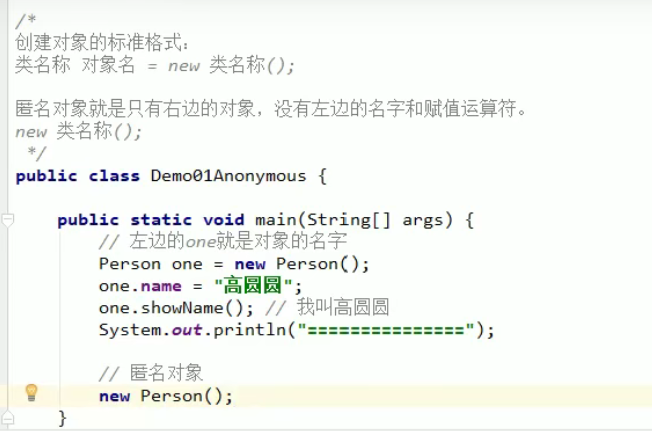 /*
创建对象的标准格式：
类名称 对象名 = new 类名称();
匿名对象就是只有右边的对象，没有左边的名字和赋值运算符。
new 类名称();
*/
public class Demo01Anonymous {
public static void main(String[] args) {
// 左边的one就是对象的名字
Person one = new Person();
one.name = "高圆圆";
one.showName(); // 我叫高圆圆
System.out.println("===============");
// 匿名对象
new Person();
}